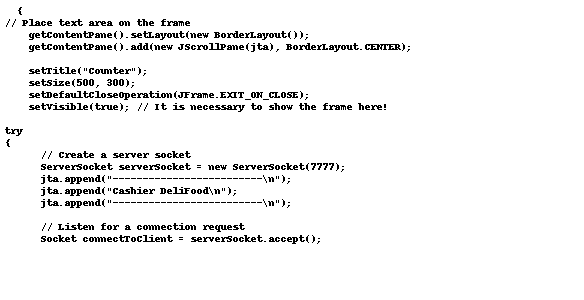 {
// Place text area on the frame
getContentPane().setLayout(new BorderLayout());
getContentPane().add(new JScrollPane(jta), BorderLayout.CENTER);
setTitle("Counter");
setSize(500, 300);
setDefaultCloseOperation(JFrame.EXIT_ON_CLOSE);
setVisible(true); // It is necessary to show the frame here!
try
{
// Create a server socket
ServerSocket serverSocket = new ServerSocket(7777);
jta.append("-------------------------\n");
jta.append("Cashier DeliFood\n");
jta.append("-------------------------\n");
// Listen for a connection request
Socket connectToClient = serverSocket.accept();